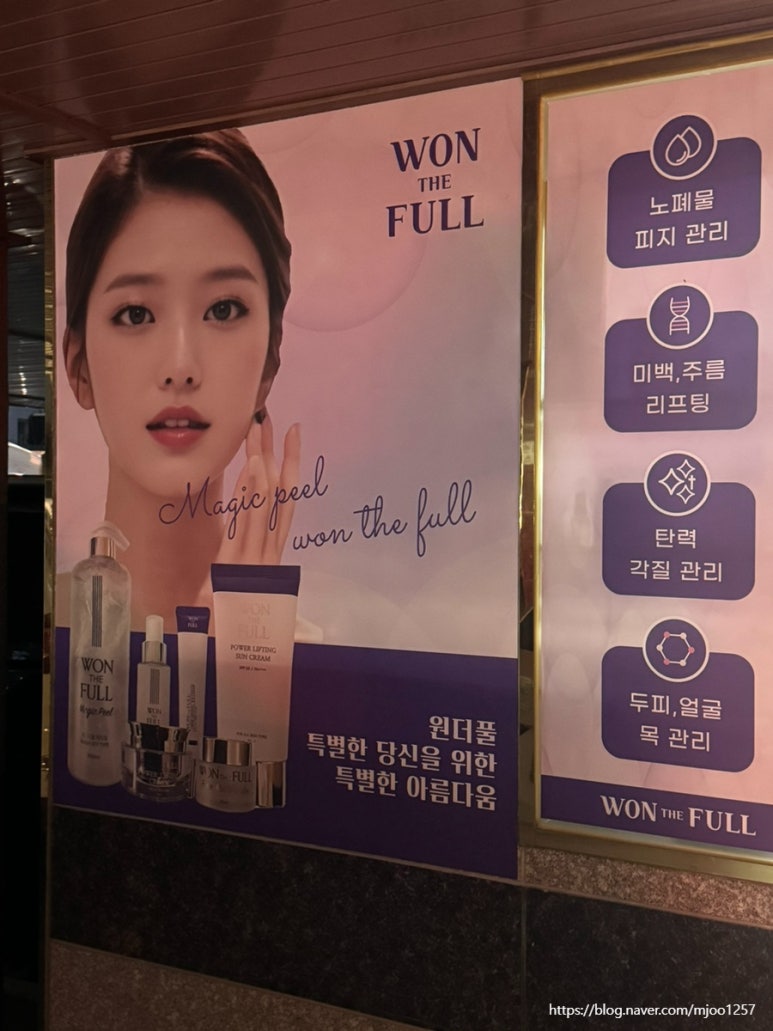 WON
THE
FULL
Magic peel
won the full
WON
THE
FULL
Magic Peel
WON
THE
FULL
POWER LIFTING
SUN CREAM
WON THE FULL
원더풀
특별한 당신을 위한
특별한 아름다움
노폐물
피지 관리
미백,주름
리프팅
탄력
각질 관리
두피,얼굴
목 관리
WON THE FULL
https://blog.naver.com/mjoo1257